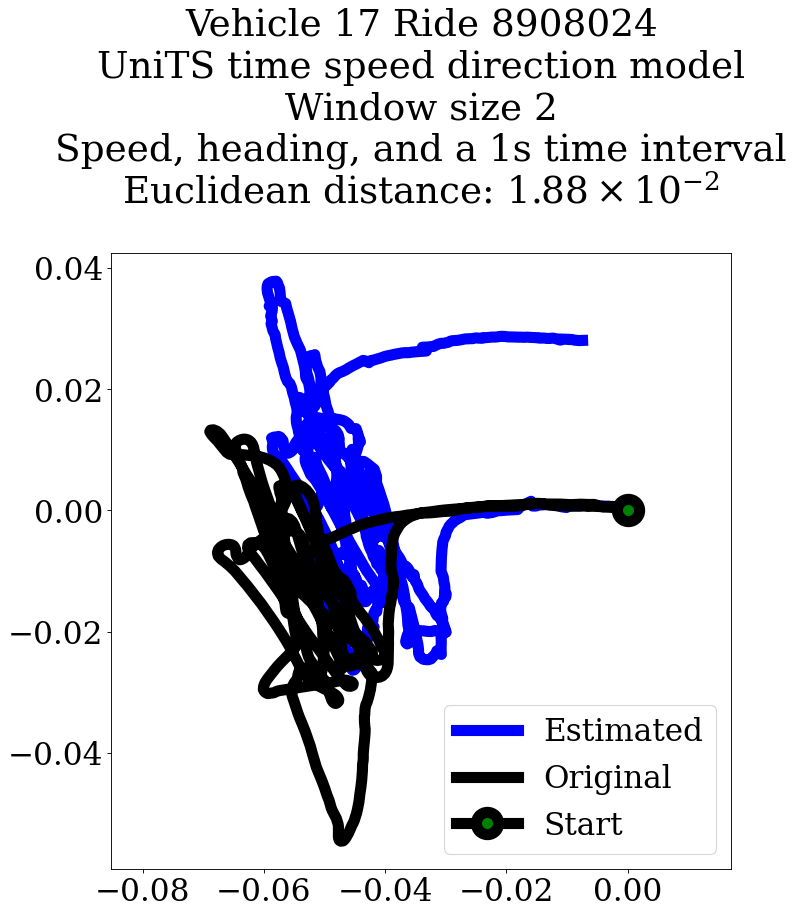 Vehicle 17 Ride 8908024
UniTS time speed direction model
Window size 2
Speed, heading, and a 1s time interval
Euclidean distance: 1.88 × 10⁻²
0.04
0.02
0.00
−0.02
−0.04
Estimated
Original
Start
−0.08 −0.06 −0.04 −0.02 0.00